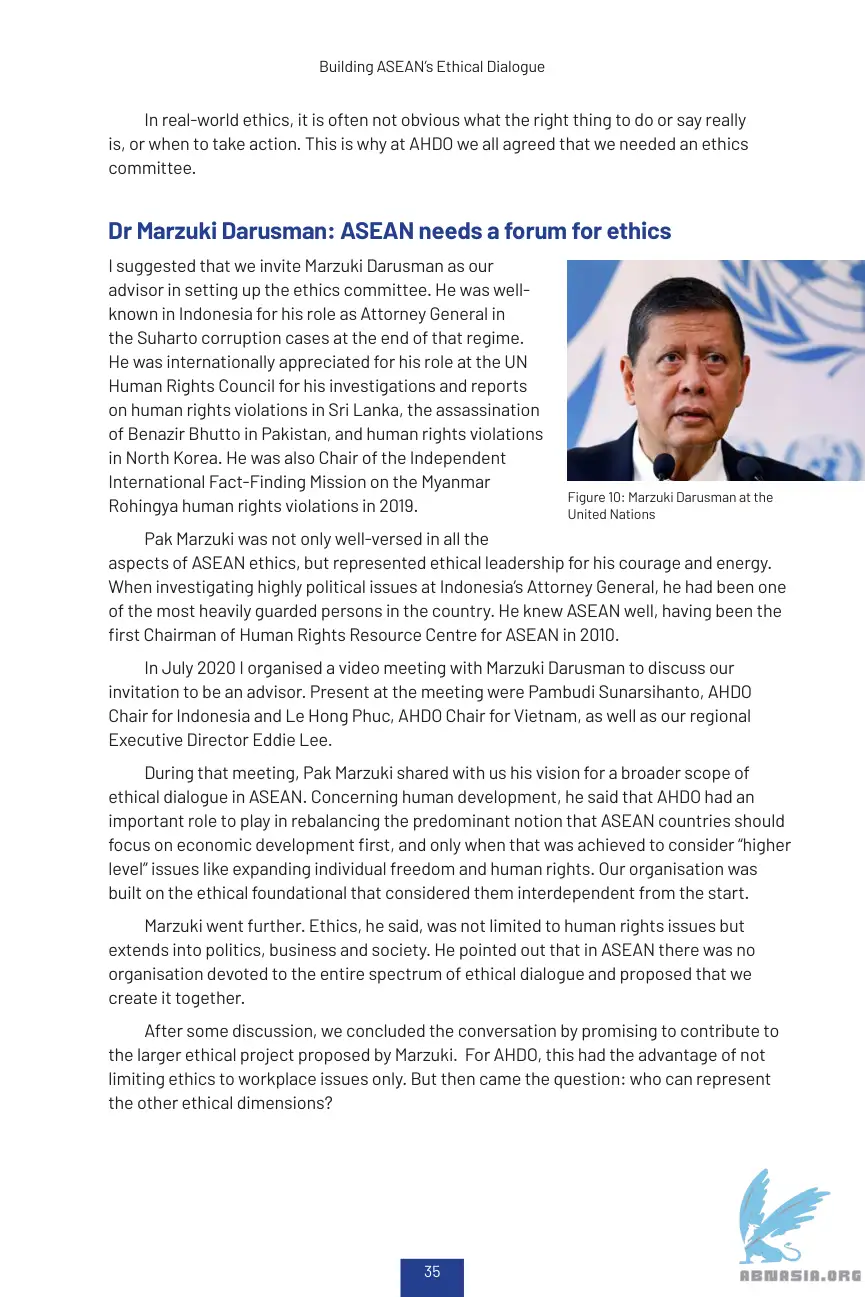 Building ASEAN’s Ethical Dialogue
In real-world ethics, it is often not obvious what the right thing to do or say really
is, or when to take action. This is why at AHDO we all agreed that we needed an ethics
committee.
Dr Marzuki Darusman: ASEAN needs a forum for ethics
I suggested that we invite Marzuki Darusman as our
advisor in setting up the ethics committee. He was well-
known in Indonesia for his role as Attorney General in
the Suharto corruption cases at the end of that regime.
He was internationally appreciated for his role at the UN
Human Rights Council for his investigations and reports
on human rights violations in Sri Lanka, the assassination
of Benazir Bhutto in Pakistan, and human rights violations
in North Korea. He was also Chair of the Independent
International Fact-Finding Mission on the Myanmar
Rohingya human rights violations in 2019.
Figure 10: Marzuki Darusman at the
United Nations
Pak Marzuki was not only well-versed in all the
aspects of ASEAN ethics, but represented ethical leadership for his courage and energy.
When investigating highly political issues at Indonesia’s Attorney General, he had been one
of the most heavily guarded persons in the country. He knew ASEAN well, having been the
first Chairman of Human Rights Resource Centre for ASEAN in 2010.
In July 2020 I organised a video meeting with Marzuki Darusman to discuss our
invitation to be an advisor. Present at the meeting were Pambudi Sunarsihanto, AHDO
Chair for Indonesia and Le Hong Phuc, AHDO Chair for Vietnam, as well as our regional
Executive Director Eddie Lee.
During that meeting, Pak Marzuki shared with us his vision for a broader scope of
ethical dialogue in ASEAN. Concerning human development, he said that AHDO had an
important role to play in rebalancing the predominant notion that ASEAN countries should
focus on economic development first, and only when that was achieved to consider “higher
level” issues like expanding individual freedom and human rights. Our organisation was
built on the ethical foundational that considered them interdependent from the start.
Marzuki went further. Ethics, he said, was not limited to human rights issues but
extends into politics, business and society. He pointed out that in ASEAN there was no
organisation devoted to the entire spectrum of ethical dialogue and proposed that we
create it together.
After some discussion, we concluded the conversation by promising to contribute to
the larger ethical project proposed by Marzuki.  For AHDO, this had the advantage of not
limiting ethics to workplace issues only. But then came the question: who can represent
the other ethical dimensions?
35
ABNASIA.ORG